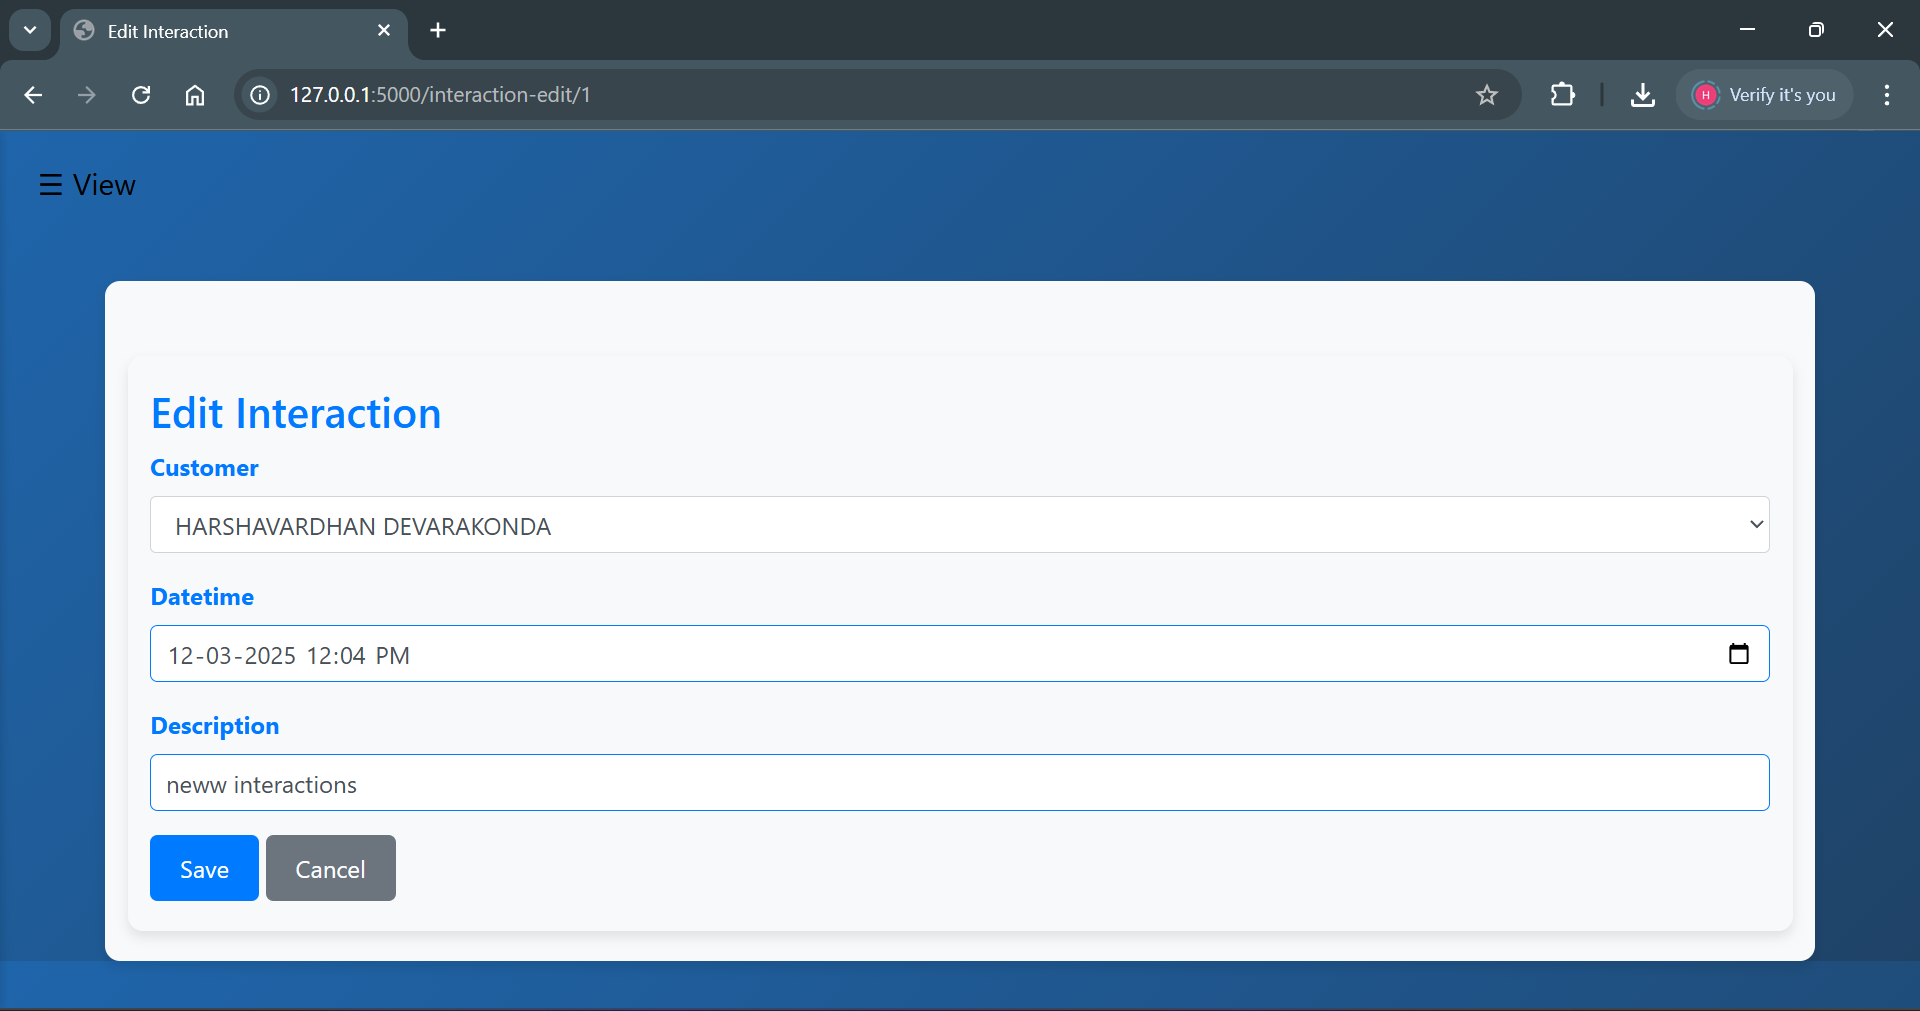 Edit Interaction
127.0.0.1:5000/interaction-edit/1
H Verify it's you
☰ View
Edit Interaction
Customer
HARSHAVARDHAN DEVARAKONDA
Datetime
12-03-2025 12:04 PM
Description
neww interactions
Save Cancel